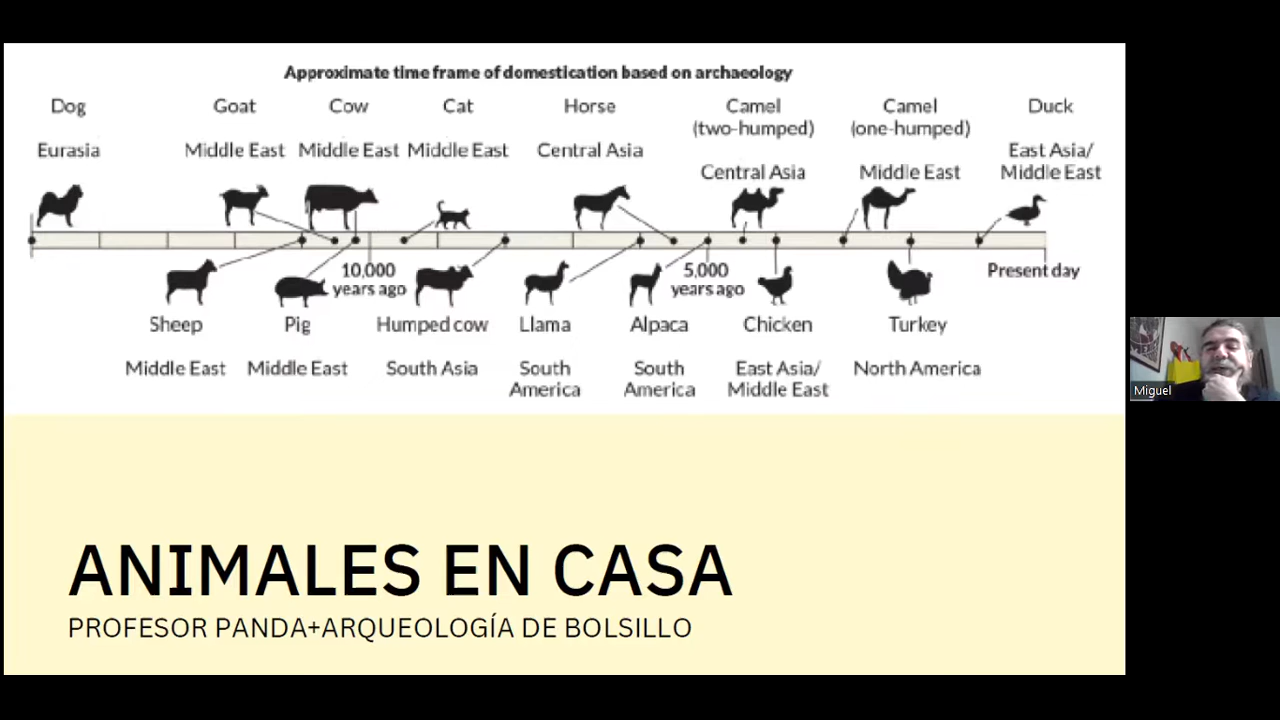 Approximate time frame of domestication based on archaeology
Dog
Eurasia
Goat
Middle East
Cow
Middle East
Cat
Middle East
Horse
Central Asia
Camel
(two-humped)
Central Asia
Camel
(one-humped)
Middle East
Duck
East Asia/
Middle East
10,000
years ago
5,000
years ago
Present day
Sheep
Middle East
Pig
Middle East
Humped cow
South Asia
Llama
South
America
Alpaca
South
America
Chicken
East Asia/
Middle East
Turkey
North America
Miguel
ANIMALES EN CASA
PROFESOR PANDA+ARQUEOLOGÍA DE BOLSILLO